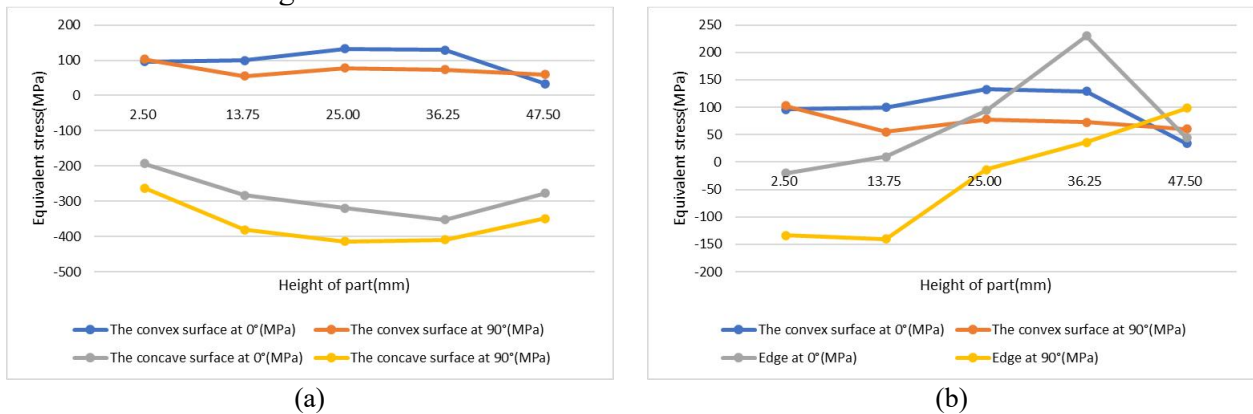 200
100
0
-100
-200
-300
-400
-500
2.50 13.75 25.00 36.25 47.50
Equivalent stress(MPa)
Height of part(mm)
The convex surface at 0°(MPa) The convex surface at 90°(MPa)
The concave surface at 0°(MPa) The concave surface at 90°(MPa)
(a)
250
200
150
100
50
0
-50
-100
-150
-200
2.50 13.75 25.00 36.25 47.50
Equivalent stress(MPa)
Height of part(mm)
The convex surface at 0°(MPa) The convex surface at 90°(MPa)
Edge at 0°(MPa) Edge at 90°(MPa)
(b)